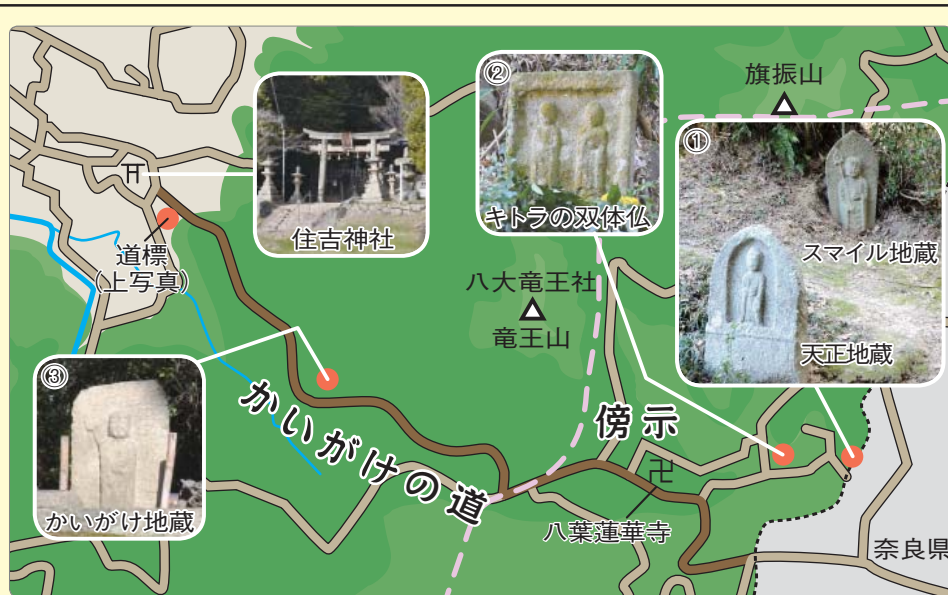 ②
旗振山
①
キトラの双体仏
住吉神社
スマイル地蔵
道標
(上写真)
八大竜王社
竜王山
天正地蔵
③
かいがけの道
傍示
かいがけ地蔵
八葉蓮華寺
奈良県